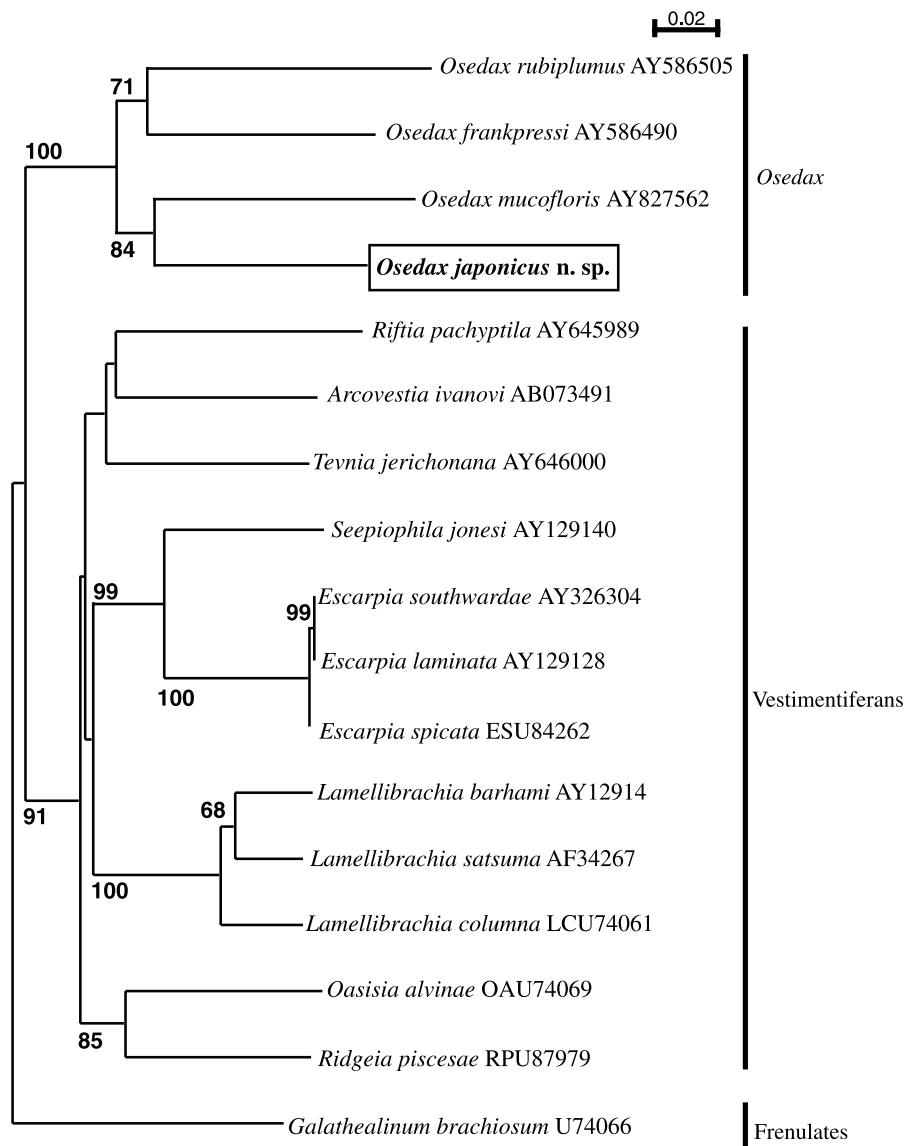 0.02
Osedax rubiplumus AY586505
71
Osedax frankpressi AY586490
100
Osedax
Osedax mucofloris AY827562
84
Osedax japonicus n. sp.
Riftia pachyptila AY645989
Arcovestia ivanovi AB073491
Tevnia jerichonana AY646000
Seepiophila jonesi AY129140
99
Escarpia southwardae AY326304
99
Escarpia laminata AY129128
100
Vestimentiferans
Escarpia spicata ESU84262
Lamellibrachia barhami AY12914
68
91
Lamellibrachia satsuma AF34267
100
Lamellibrachia columna LCU74061
Oasisia alvinae OAU74069
85
Ridgeia piscesae RPU87979
Galathealinum brachiosum U74066
Frenulates